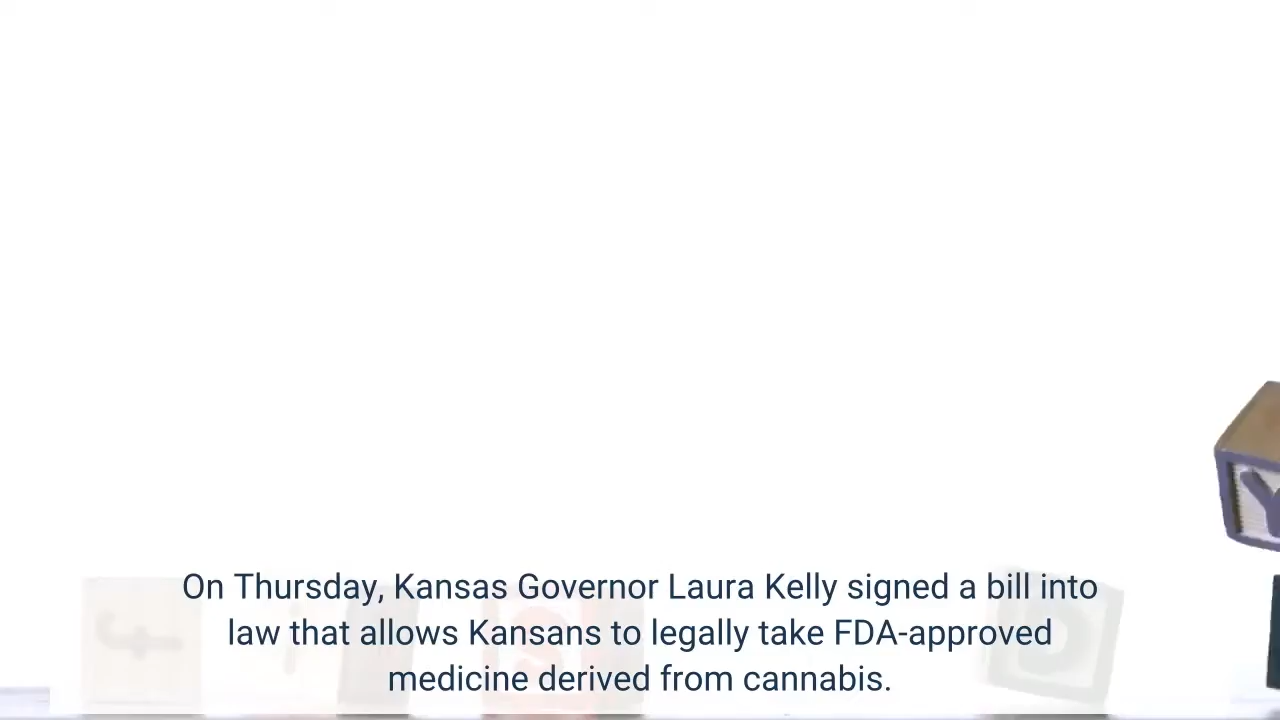 Y
On Thursday, Kansas Governor Laura Kelly signed a bill into
law that allows Kansans to legally take FDA-approved
medicine derived from cannabis.